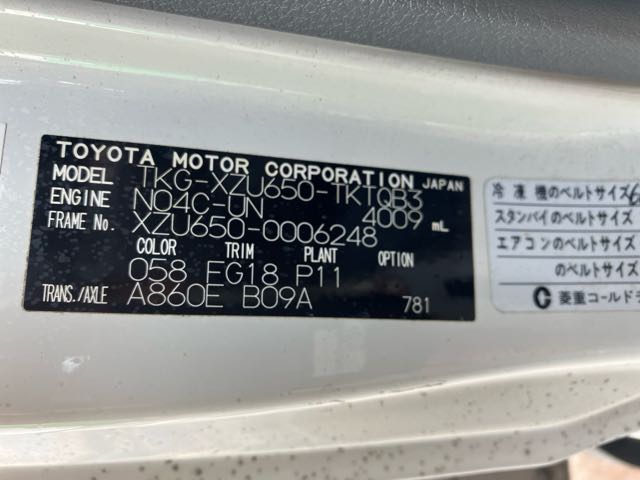 TOYOTA MOTOR CORPORATION JAPAN
MODEL TKG-XZU650-TKTQB3
ENGINE N04C-UN 4009 mL
FRAME No. XZU650-0006248
COLOR TRIM PLANT OPTION
058 FG18 P11
TRANS./AXLE A860E B09A 781
冷凍機のベルトサイズ
スタンバイのベルトサイズ
エアコンのベルトサイズ
のベルトサイズ
菱重コールド